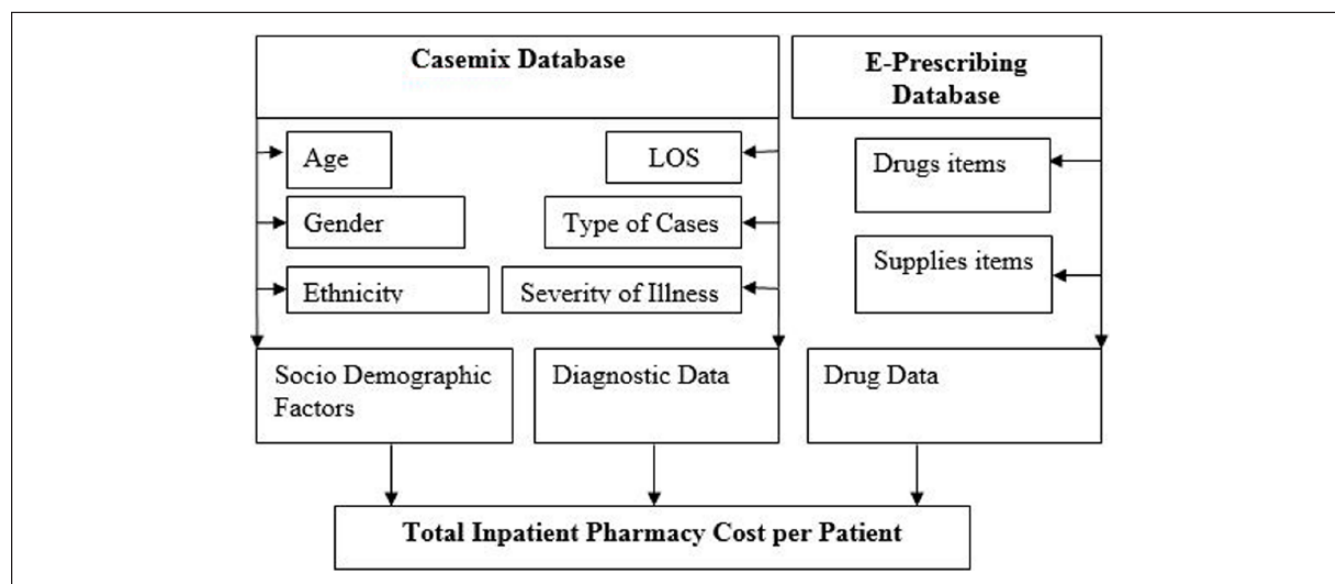 Casemix Database
E-Prescribing
Database
Age
LOS
Drugs items
Gender
Type of Cases
Supplies items
Ethnicity
Severity of Illness
Socio Demographic
Factors
Diagnostic Data
Drug Data
Total Inpatient Pharmacy Cost per Patient